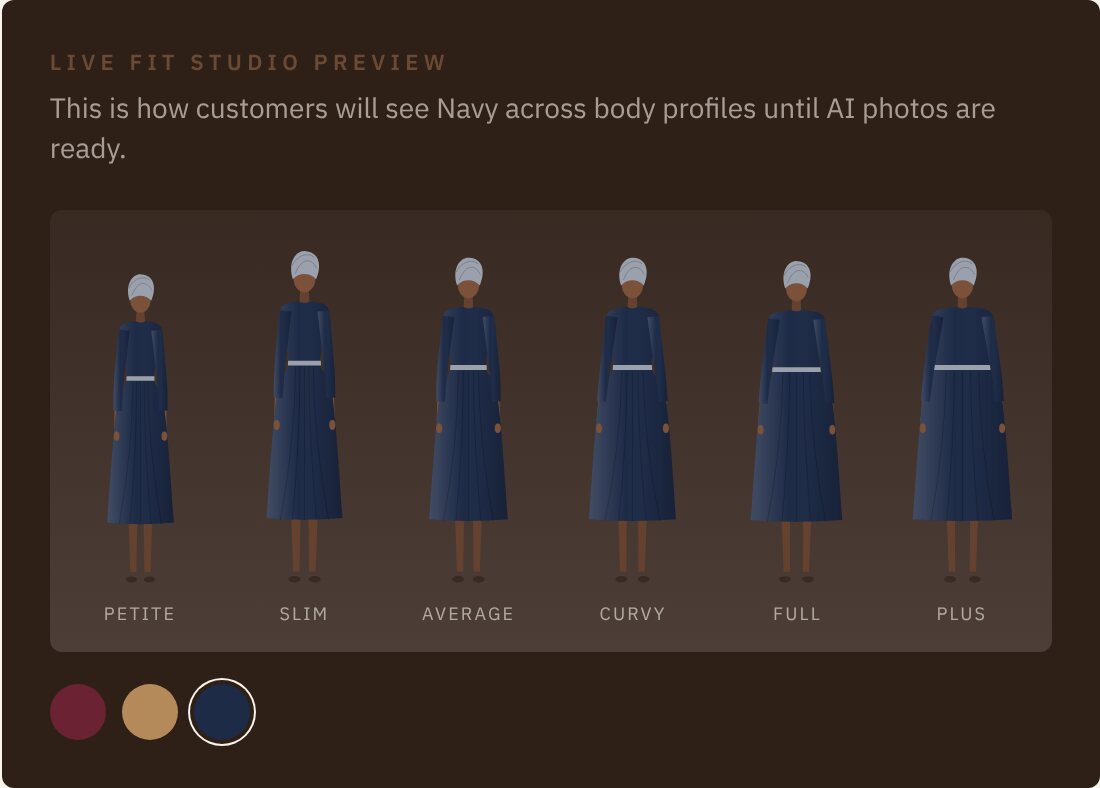 LIVE FIT STUDIO PREVIEW
This is how customers will see Navy across body profiles until AI photos are
ready.
PETITE SLIM AVERAGE CURVY FULL PLUS